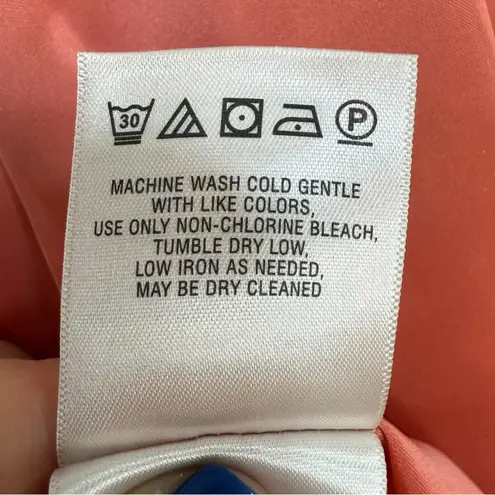 30 P
MACHINE WASH COLD GENTLE
WITH LIKE COLORS,
USE ONLY NON-CHLORINE BLEACH,
TUMBLE DRY LOW,
LOW IRON AS NEEDED,
MAY BE DRY CLEANED